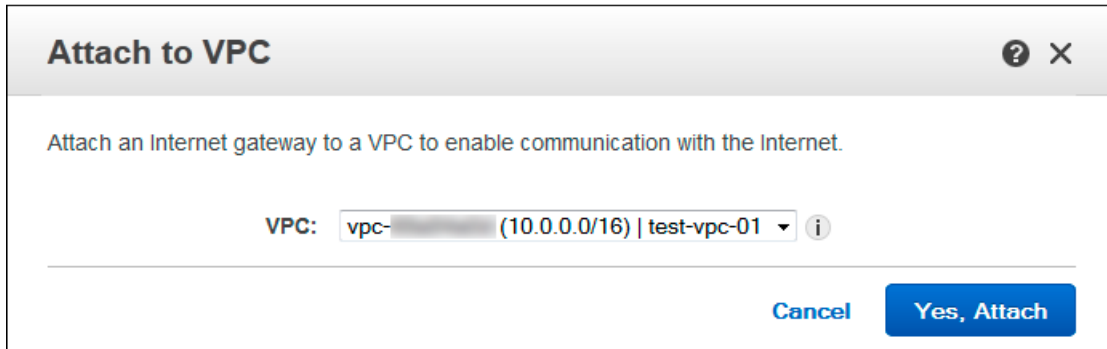 Attach to VPC
Attach an Internet gateway to a VPC to enable communication with the Internet.
VPC: vpc- (10.0.0.0/16) | test-vpc-01
Cancel Yes, Attach